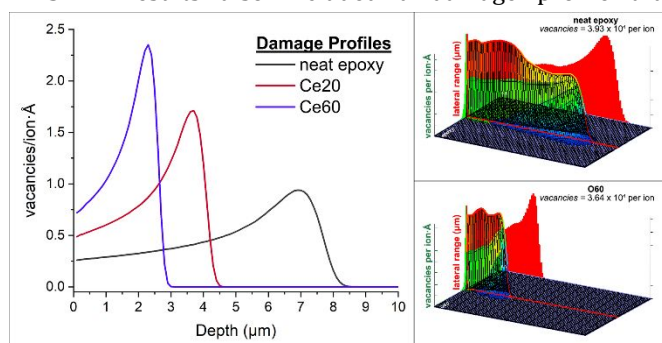 Damage Profiles
neat epoxy
Ce20
Ce60
2.5
2.0
1.5
1.0
0.5
0.0
vacancies/ion·Å
0 1 2 3 4 5 6 7 8 9 10
Depth (μm)
neat epoxy
vacancies = 3.93 x 10⁴ per ion
vacancies per ion·Å
lateral range (μm)
O60
vacancies = 3.64 x 10⁴ per ion
vacancies per ion·Å
lateral range (μm)